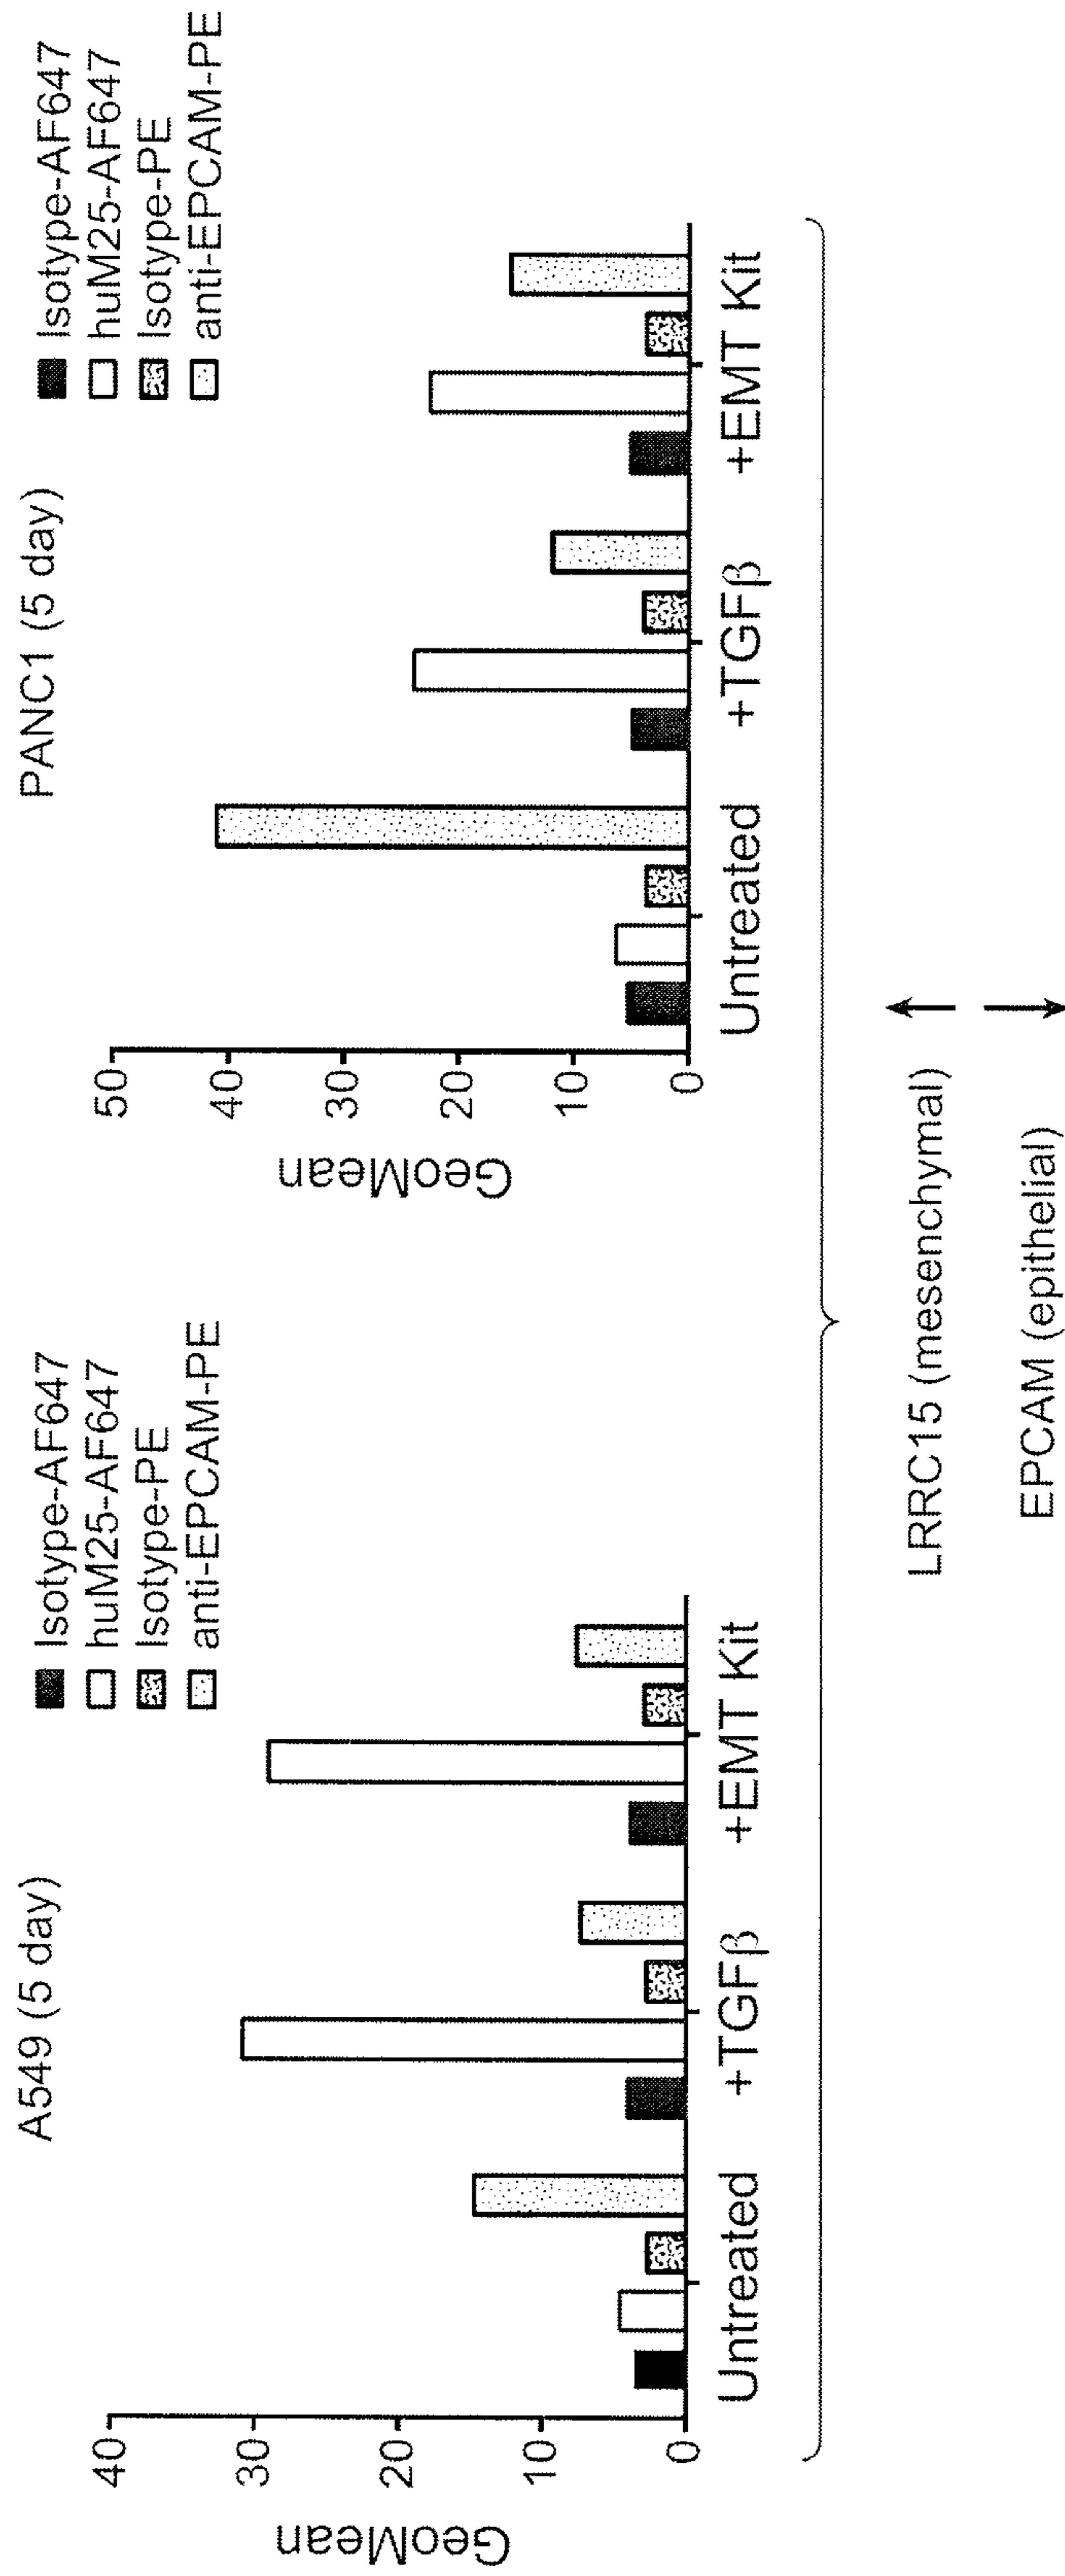 A549 (5 day)
Isotype-AF647
huM25-AF647
Isotype-PE
anti-EPCAM-PE
GeoMean
40
30
20
10
0
Untreated
+TGFβ
+EMT Kit
PANC1 (5 day)
Isotype-AF647
huM25-AF647
Isotype-PE
anti-EPCAM-PE
GeoMean
50
40
30
20
10
0
Untreated
+TGFβ
+EMT Kit
LRRC15 (mesenchymal)
EPCAM (epithelial)